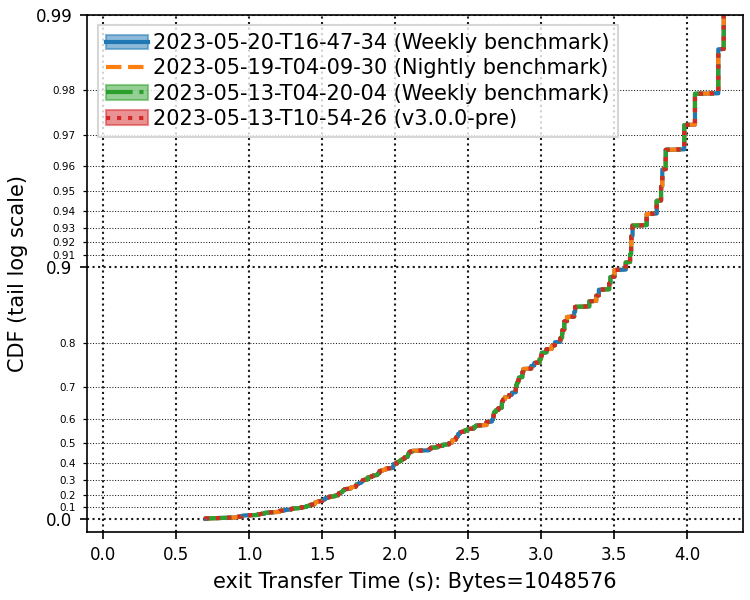 0.99
2023-05-20-T16-47-34 (Weekly benchmark)
2023-05-19-T04-09-30 (Nightly benchmark)
2023-05-13-T04-20-04 (Weekly benchmark)
2023-05-13-T10-54-26 (v3.0.0-pre)
0.98
0.97
0.96
0.95
0.94
0.93
0.92
0.91
0.9
0.8
0.7
0.6
0.5
0.4
0.3
0.2
0.1
0.0
CDF (tail log scale)
0.0 0.5 1.0 1.5 2.0 2.5 3.0 3.5 4.0
exit Transfer Time (s): Bytes=1048576